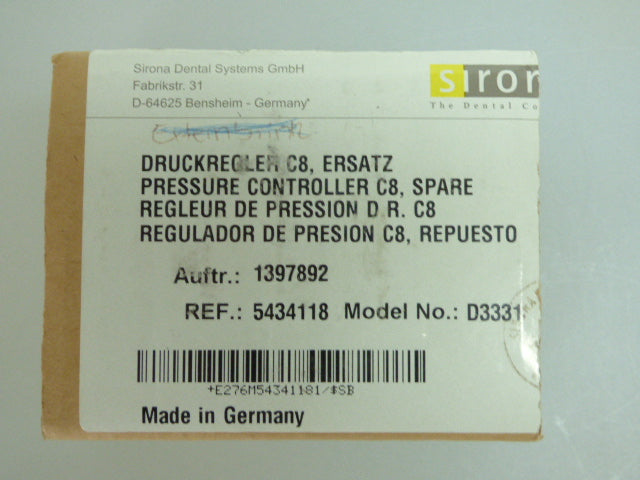 Sirona Dental Systems GmbH
Fabrikstr. 31
D-64625 Bensheim - Germany
siron
The Dental Co
DRUCKREGLER C8, ERSATZ
PRESSURE CONTROLLER C8, SPARE
REGLEUR DE PRESSION D R. C8
REGULADOR DE PRESION C8, REPUESTO
Auftr.: 1397892
REF.: 5434118 Model No.: D3331
+E276M54341181/$SB
Made in Germany